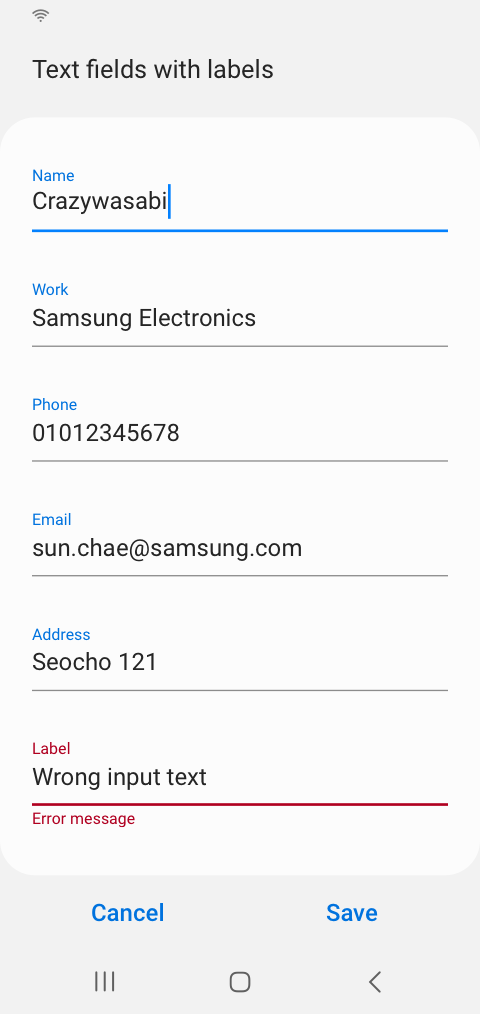 Text fields with labels
Name
Crazywasabi
Work
Samsung Electronics
Phone
01012345678
Email
sun.chae@samsung.com
Address
Seocho 121
Label
Wrong input text
Error message
Cancel Save